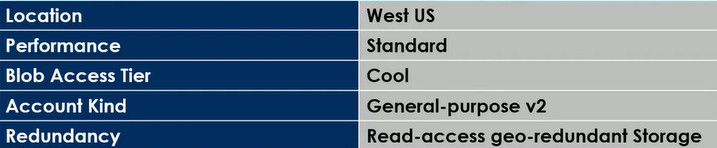 Location West US
Performance Standard
Blob Access Tier Cool
Account Kind General-purpose v2
Redundancy Read-access geo-redundant Storage